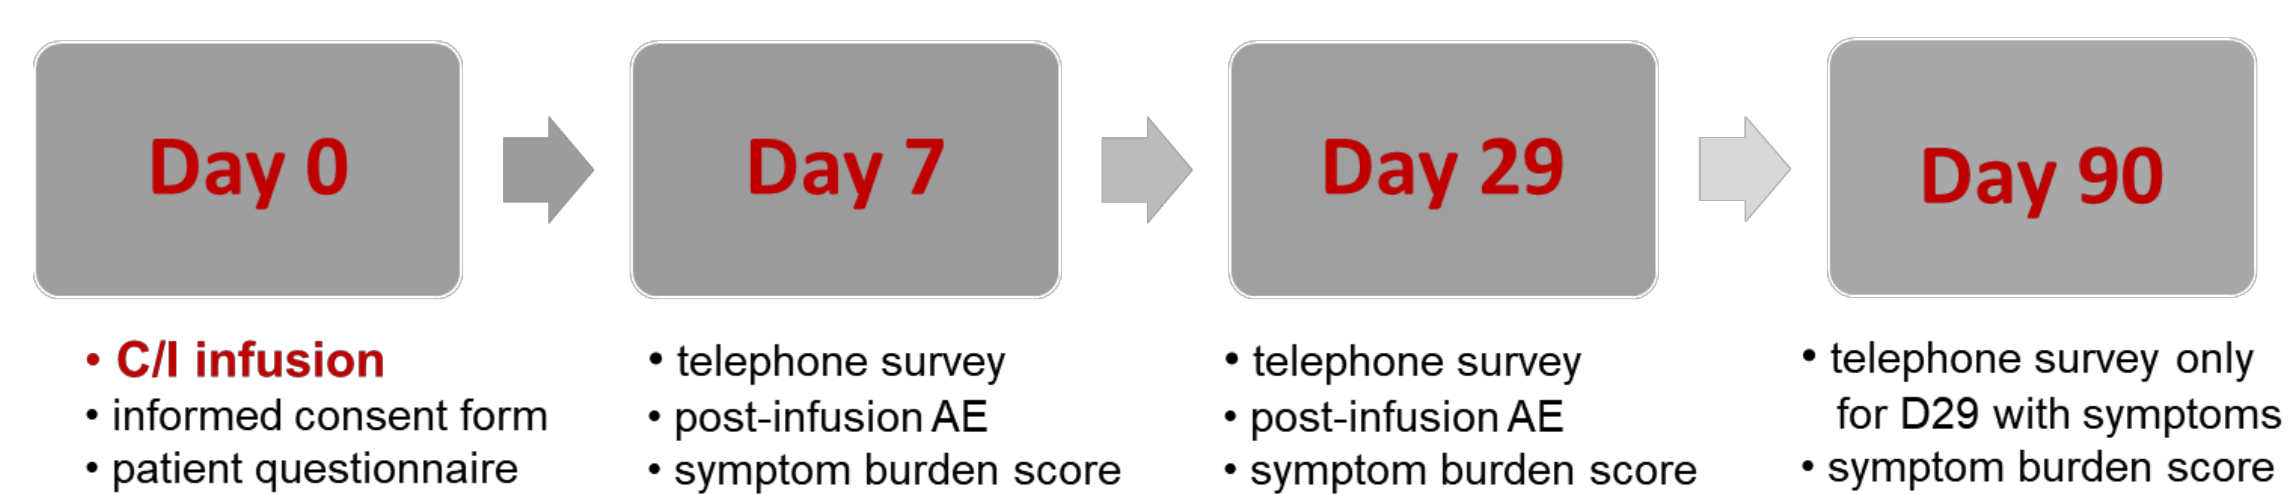 Day 0
Day 7
Day 29
Day 90
• C/I infusion
• informed consent form
• patient questionnaire
• telephone survey
• post-infusion AE
• symptom burden score
• telephone survey
• post-infusion AE
• symptom burden score
• telephone survey only
for D29 with symptoms
• symptom burden score